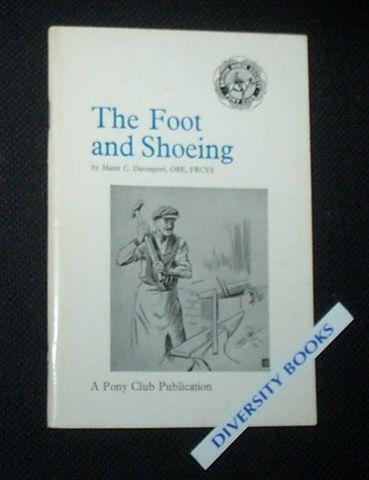 The Foot
and Shoeing
by Major C. Davenport, OBE, FRCVS
A Pony Club Publication
DIVERSITY BOOKS